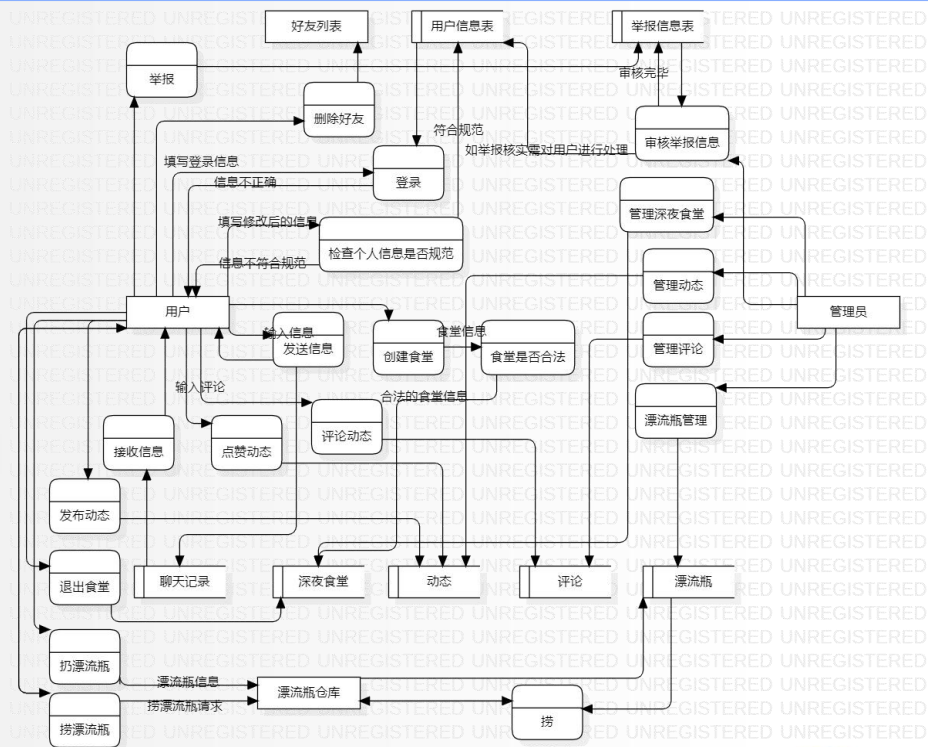 UNREGISTERED UNREGISTERED UNREGISTERED UNREGISTERED UNREGISTERED UNREGISTERED
好友列表
用户信息表
举报信息表
举报
审核完毕
删除好友
符合规范
审核举报信息
如举报核实需对用户进行处理
填写登录信息
信息不正确
登录
管理深夜食堂
填写修改后的信息
检查个人信息是否规范
信息不符合规范
管理动态
用户
管理员
输入信息
发送信息
创建食堂
食堂信息
食堂是否合法
管理评论
输入评论
合法的食堂信息
漂流瓶管理
接收信息
点赞动态
评论动态
发布动态
退出食堂
聊天记录
深夜食堂
动态
评论
漂流瓶
扔漂流瓶
漂流瓶信息
漂流瓶仓库
捞漂流瓶请求
捞漂流瓶
捞